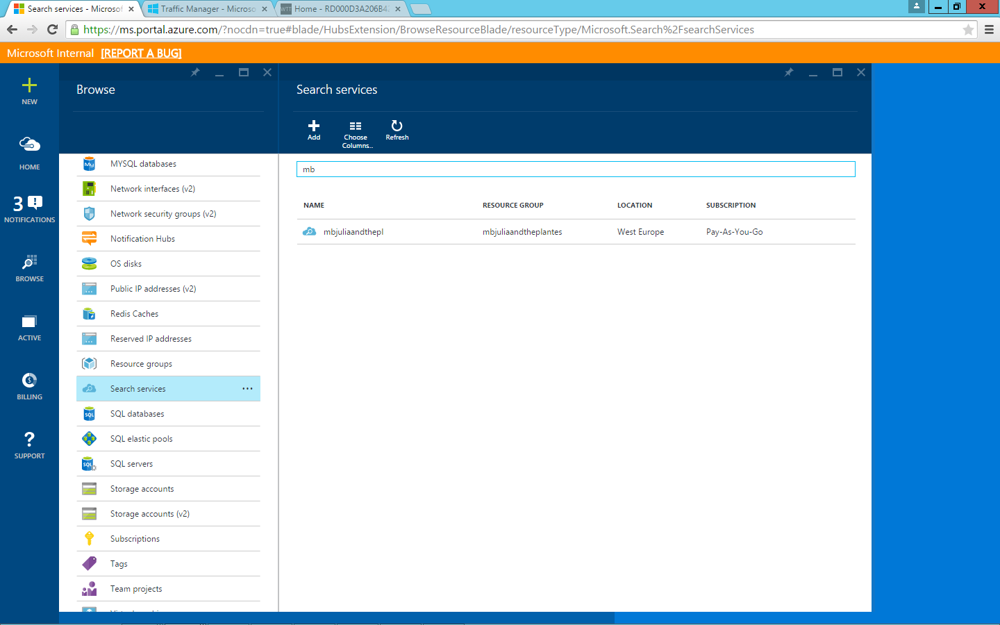 Search services - Microsof
Traffic Manager - Microso
Home - RD000D3A206B42
https://ms.portal.azure.com/?nocdn=true#blade/HubsExtension/BrowseResourceBlade/resourceType/Microsoft.Search%2FsearchServices
Microsoft Internal [REPORT A BUG]
NEW
HOME
3
NOTIFICATIONS
BROWSE
ACTIVE
BILLING
SUPPORT
Browse
MYSQL databases
Network interfaces (v2)
Network security groups (v2)
Notification Hubs
OS disks
Public IP addresses (v2)
Redis Caches
Reserved IP addresses
Resource groups
Search services ...
SQL databases
SQL elastic pools
SQL servers
Storage accounts
Storage accounts (v2)
Subscriptions
Tags
Team projects
Search services
Add
Choose
Columns...
Refresh
mb
NAME RESOURCE GROUP LOCATION SUBSCRIPTION
mbjuliaandthepl mbjuliaandtheplantes West Europe Pay-As-You-Go